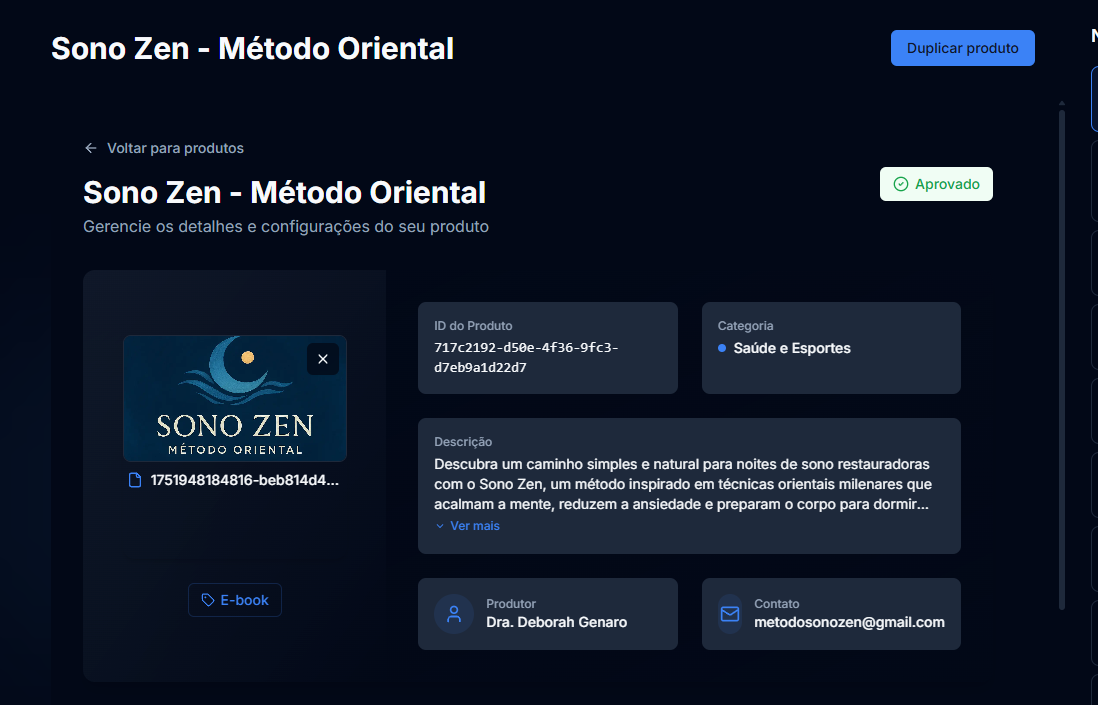 Sono Zen - Método Oriental
Duplicar produto
N
Voltar para produtos
Sono Zen - Método Oriental
Aprovado
Gerencie os detalhes e configurações do seu produto
SONO ZEN
MÉTODO ORIENTAL
1751948184816-beb814d4...
E-book
ID do Produto
717c2192-d50e-4f36-9fc3-
d7eb9a1d22d7
Categoria
Saúde e Esportes
Descrição
Descubra um caminho simples e natural para noites de sono restauradoras
com o Sono Zen, um método inspirado em técnicas orientais milenares que
acalmam a mente, reduzem a ansiedade e preparam o corpo para dormir...
Ver mais
Produtor
Dra. Deborah Genaro
Contato
metodosonozen@gmail.com